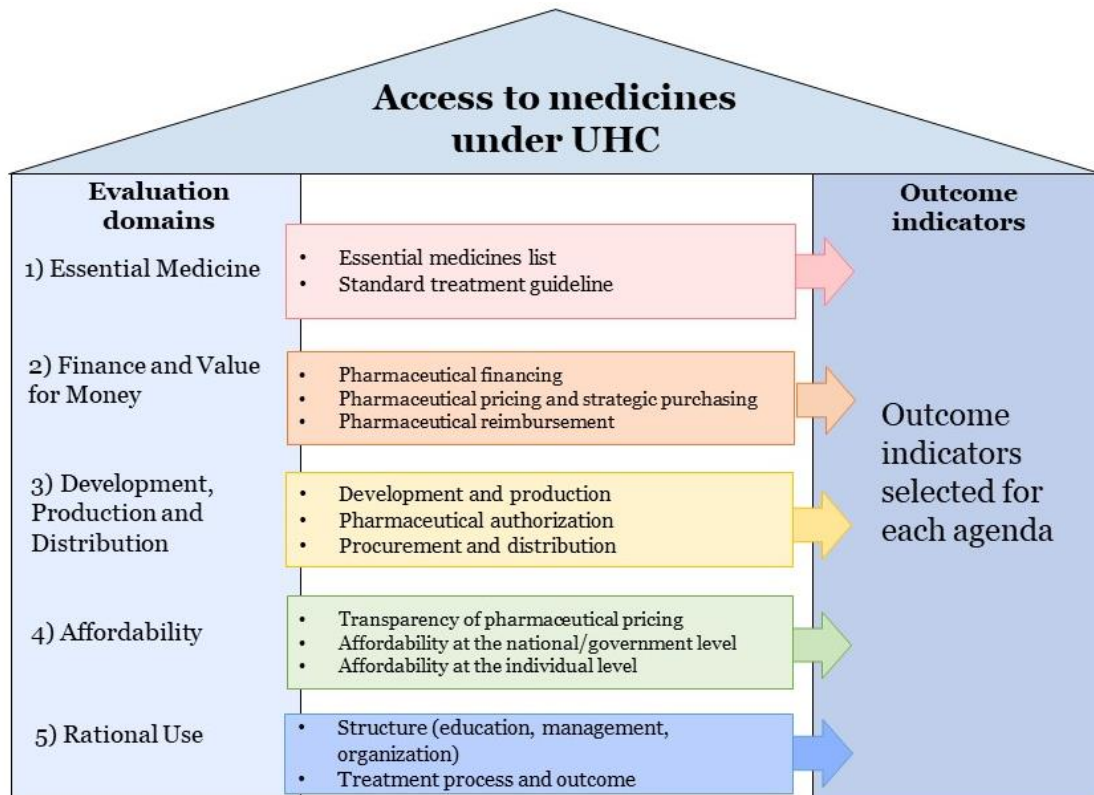 Access to medicines
under UHC
Evaluation
domains
Outcome
indicators
1) Essential Medicine
• Essential medicines list
• Standard treatment guideline
2) Finance and Value
for Money
• Pharmaceutical financing
• Pharmaceutical pricing and strategic purchasing
• Pharmaceutical reimbursement
3) Development,
Production and
Distribution
• Development and production
• Pharmaceutical authorization
• Procurement and distribution
4) Affordability
• Transparency of pharmaceutical pricing
• Affordability at the national/government level
• Affordability at the individual level
5) Rational Use
• Structure (education, management,
organization)
• Treatment process and outcome
Outcome
indicators
selected for
each agenda